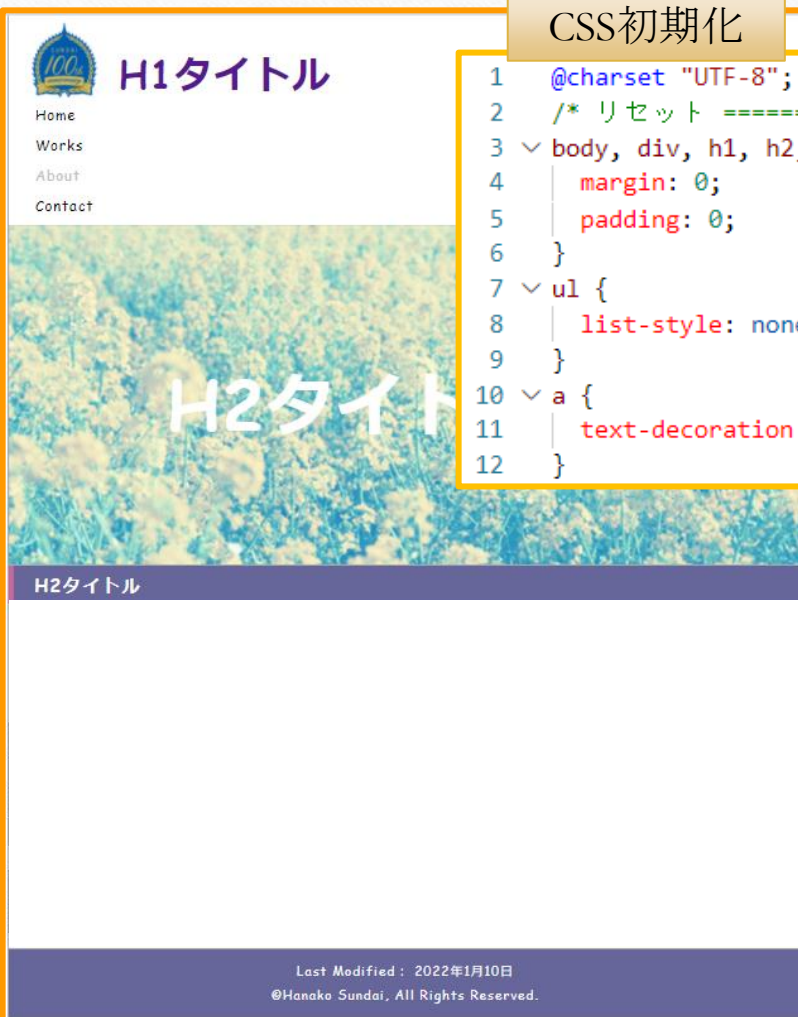 CSS初期化
SUNDAI
100th
H1タイトル
Home
Works
About
Contact
1 @charset "UTF-8";
2 /* リセット =====
3 body, div, h1, h2,
4 margin: 0;
5 padding: 0;
6 }
7 ul {
8 list-style: none
9 }
10 a {
11 text-decoration
12 }
H2タイト
H2タイトル
Last Modified : 2022年1月10日
©Hanako Sundai, All Rights Reserved.